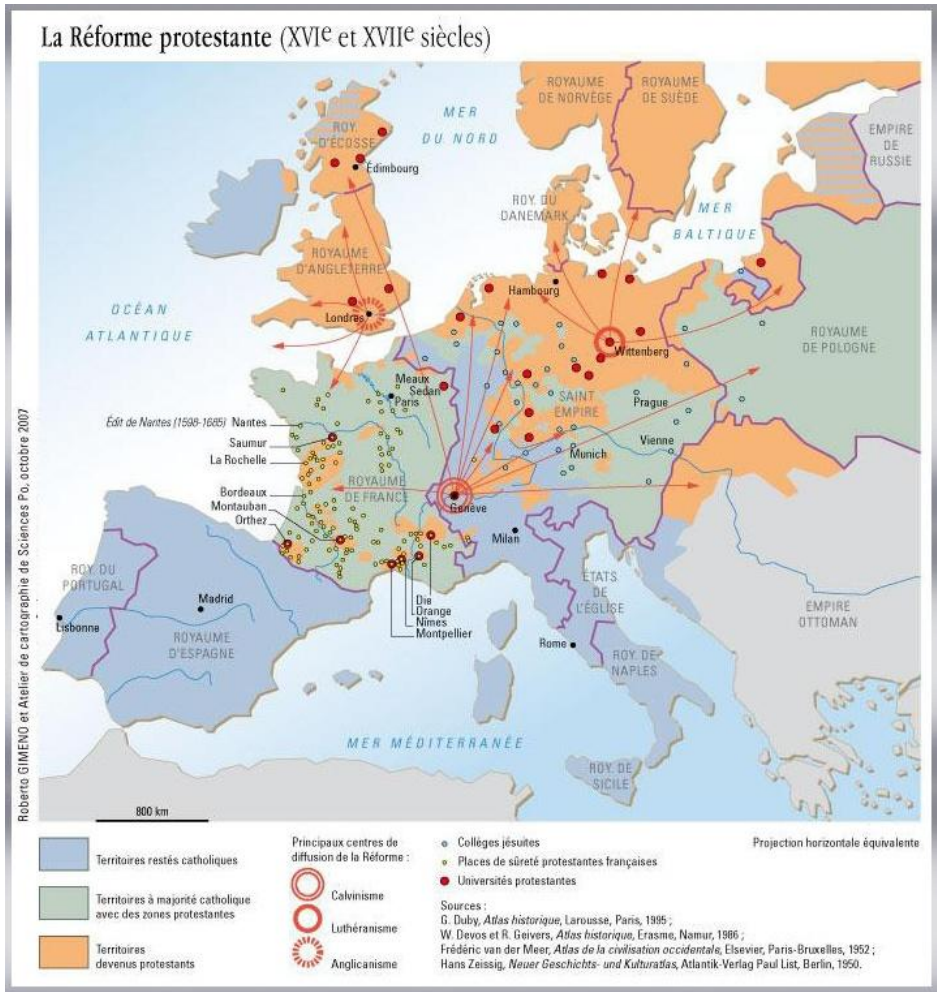 La Réforme protestante (XVIe et XVIIe siècles)
MER
DU NORD
ROYAUME
DE NORVÈGE
ROYAUME
DE SUÈDE
EMPIRE
DE
RUSSIE
ROY.
D'ÉCOSSE
Édimbourg
ROY. DU
DANEMARK
MER
BALTIQUE
ROYAUME
D'ANGLETERRE
Londres
Hambourg
OCÉAN
ATLANTIQUE
ROYAUME
DE POLOGNE
Wittenberg
Meaux
Sedan
Paris
SAINT
EMPIRE
Prague
Édit de Nantes (1598-1685) Nantes
Saumur
La Rochelle
Vienne
Munich
ROYAUME
DE FRANCE
Bordeaux
Montauban
Orthez
Genève
Milan
ROY. DU
PORTUGAL
Lisbonne
Madrid
ROYAUME
D'ESPAGNE
Die
Orange
Nîmes
Montpellier
ÉTATS
DE
L'ÉGLISE
Rome
ROY. DE
NAPLES
EMPIRE
OTTOMAN
MER MÉDITERRANÉE
ROY. DE
SICILE
800 km
Roberto GIMENO et Atelier de cartographie de Sciences Po, octobre 2007
Territoires restés catholiques
Territoires à majorité catholique
avec des zones protestantes
Territoires
devenus protestants
Principaux centres de
diffusion de la Réforme :
Calvinisme
Luthéranisme
Anglicanisme
Collèges jésuites
Places de sûreté protestantes françaises
Universités protestantes
Projection horizontale équivalente
Sources :
G. Duby, Atlas historique, Larousse, Paris, 1995 ;
W. Devos et R. Geivers, Atlas historique, Erasme, Namur, 1986 ;
Frédéric van der Meer, Atlas de la civilisation occidentale, Elsevier, Paris-Bruxelles, 1952 ;
Hans Zeissig, Neuer Geschichts- und Kulturatlas, Atlantik-Verlag Paul List, Berlin, 1950.